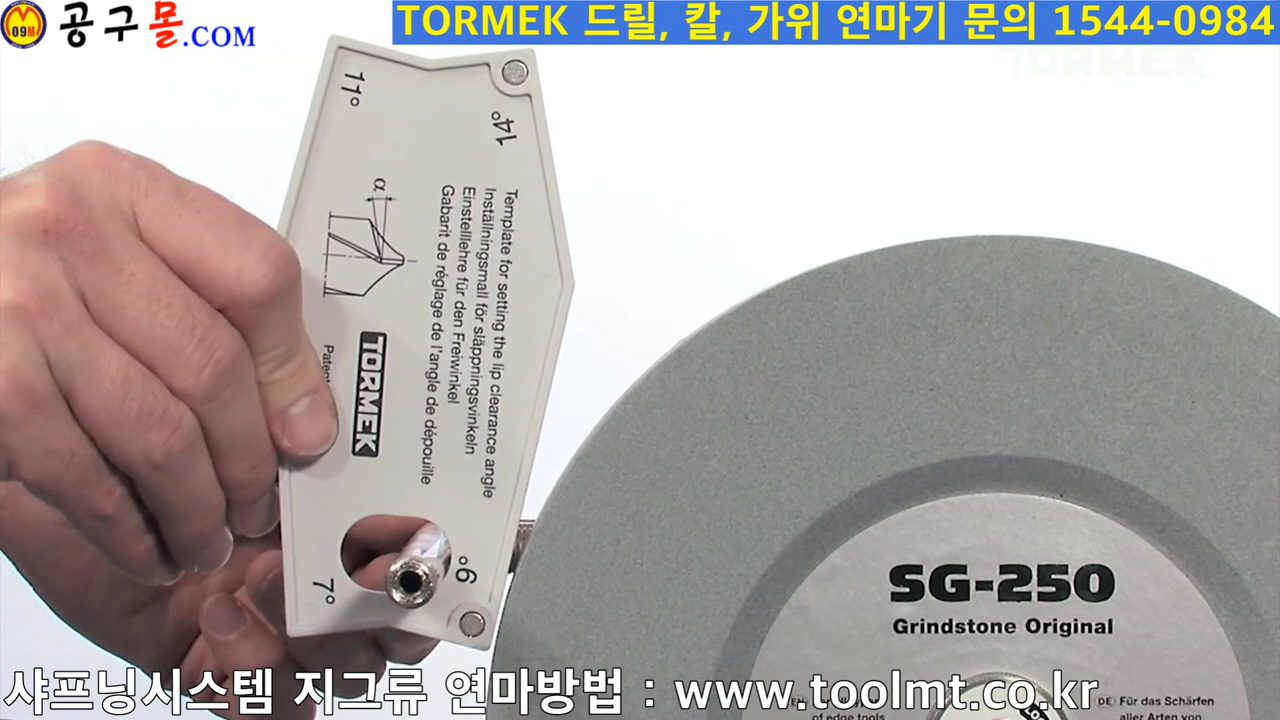 09M 공구몰.COM
TORMEK 드릴, 칼, 가위 연마기 문의 1544-0984
TORMEK
11°
14°
α
Template for setting the lip clearance angle
Inställningsmall för släppningsvinkeln
Einstelllehre für den Freiwinkel
Gabarit de réglage de l'angle de dépouille
TORMEK
7°
9°
SG-250
Grindstone Original
EN
of edge tools
DE Für das Schärfen
aller Arten von
샤프닝시스템 지그류 연마방법 : www.toolmt.co.kr